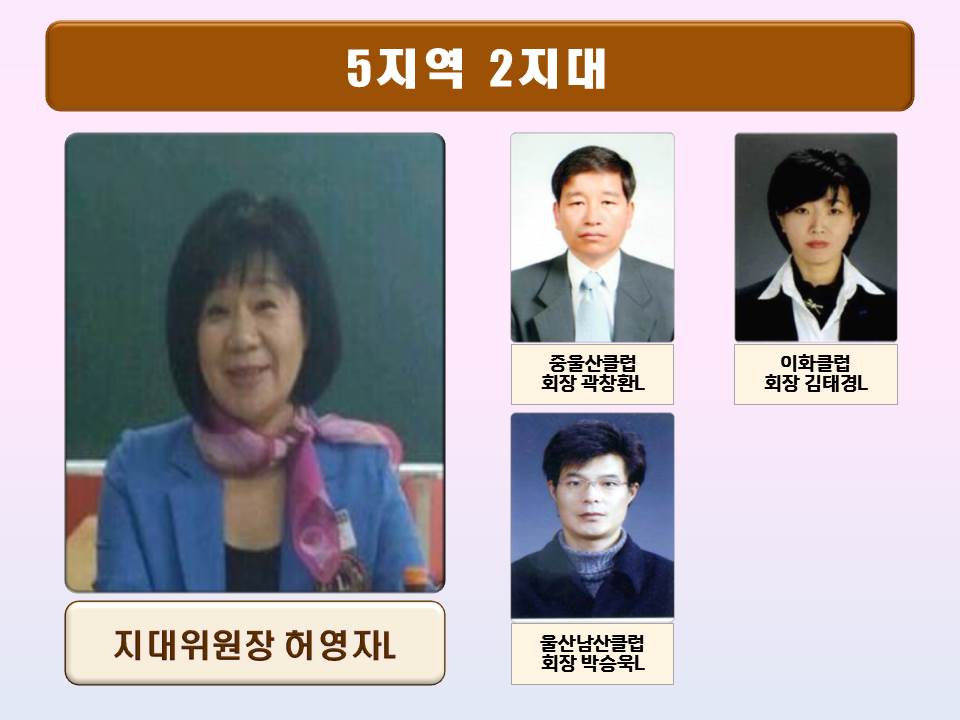 5지역 2지대
중울산클럽
회장 곽창환L
이화클럽
회장 김태경L
울산남산클럽
회장 박승욱L
지대위원장 허영자L